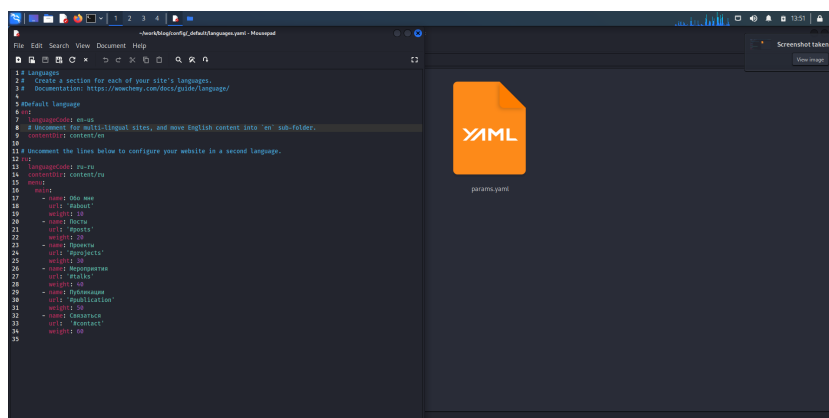 1 2 3 4
13:51
~/work/blog/config/_default/languages.yaml - Mousepad
File Edit Search View Document Help
Screenshot taken
View image
1 # Languages
2 #   Create a section for each of your site's languages.
3 #   Documentation: https://wowchemy.com/docs/guide/language/
4
5 #Default language
6 en:
7   languageCode: en-us
8   # Uncomment for multi-lingual sites, and move English content into `en` sub-folder.
9   contentDir: content/en
10
11 # Uncomment the lines below to configure your website in a second language.
12 ru:
13   languageCode: ru-ru
14   contentDir: content/ru
15   menu:
16     main:
17       - name: Обо мне
18         url: '#about'
19         weight: 10
20       - name: Посты
21         url: '#posts'
22         weight: 20
23       - name: Проекты
24         url: '#projects'
25         weight: 30
26       - name: Мероприятия
27         url: '#talks'
28         weight: 40
29       - name: Публикации
30         url: '#publication'
31         weight: 50
32       - name: Связаться
33         url:  '#contact'
34         weight: 60
35
YAML
params.yaml